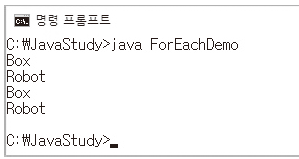 명령 프롬프트
C:\JavaStudy>java ForEachDemo
Box
Robot
Box
Robot
C:\JavaStudy>